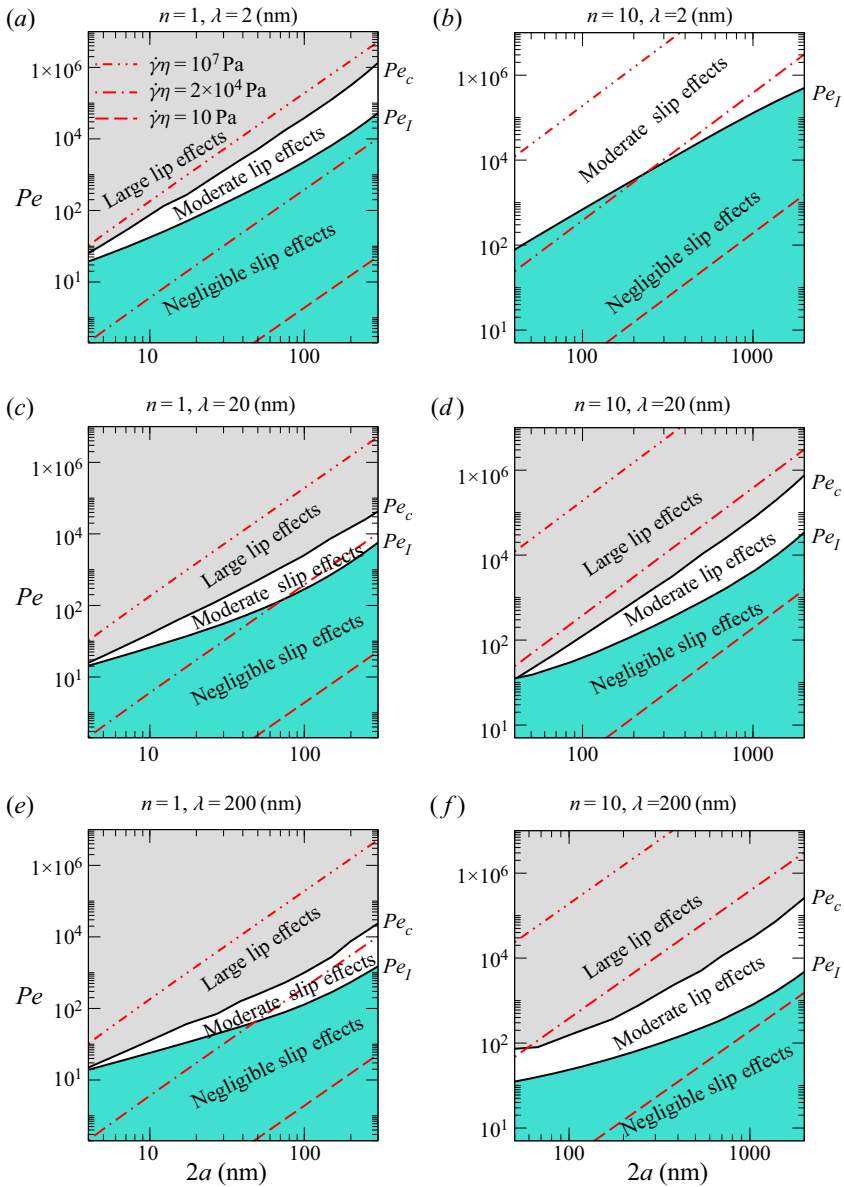 (a) n = 1, λ = 2 (nm)
γ̇η = 10⁷ Pa
γ̇η = 2×10⁴ Pa
γ̇η = 10 Pa
Large lip effects
Moderate lip effects
Negligible slip effects
Pe_c
Pe_I
1×10⁶
10⁴
10²
10¹
Pe
10 100
(b) n = 10, λ = 2 (nm)
Moderate slip effects
Negligible slip effects
Pe_I
1×10⁶
10⁴
10²
10¹
100 1000
(c) n = 1, λ = 20 (nm)
Large lip effects
Moderate slip effects
Negligible slip effects
Pe_c
Pe_I
1×10⁶
10⁴
10²
10¹
Pe
10 100
(d) n = 10, λ =20 (nm)
Large lip effects
Moderate lip effects
Negligible slip effects
Pe_c
Pe_I
1×10⁶
10⁴
10²
10¹
100 1000
(e) n = 1, λ = 200 (nm)
Large lip effects
Moderate slip effects
Negligible slip effects
Pe_c
Pe_I
1×10⁶
10⁴
10²
10¹
Pe
10 100
2a (nm)
(f) n = 10, λ =200 (nm)
Large lip effects
Moderate lip effects
Negligible slip effects
Pe_c
Pe_I
1×10⁶
10⁴
10²
10¹
100 1000
2a (nm)